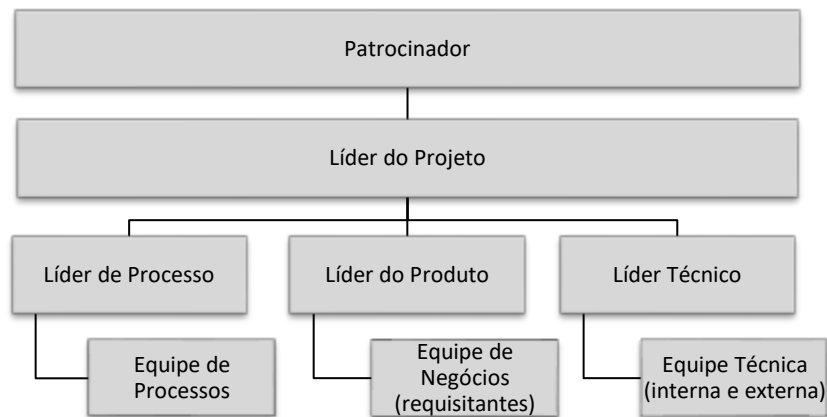 Patrocinador
Líder do Projeto
Líder de Processo
Líder do Produto
Líder Técnico
Equipe de
Processos
Equipe de
Negócios
(requisitantes)
Equipe Técnica
(interna e externa)